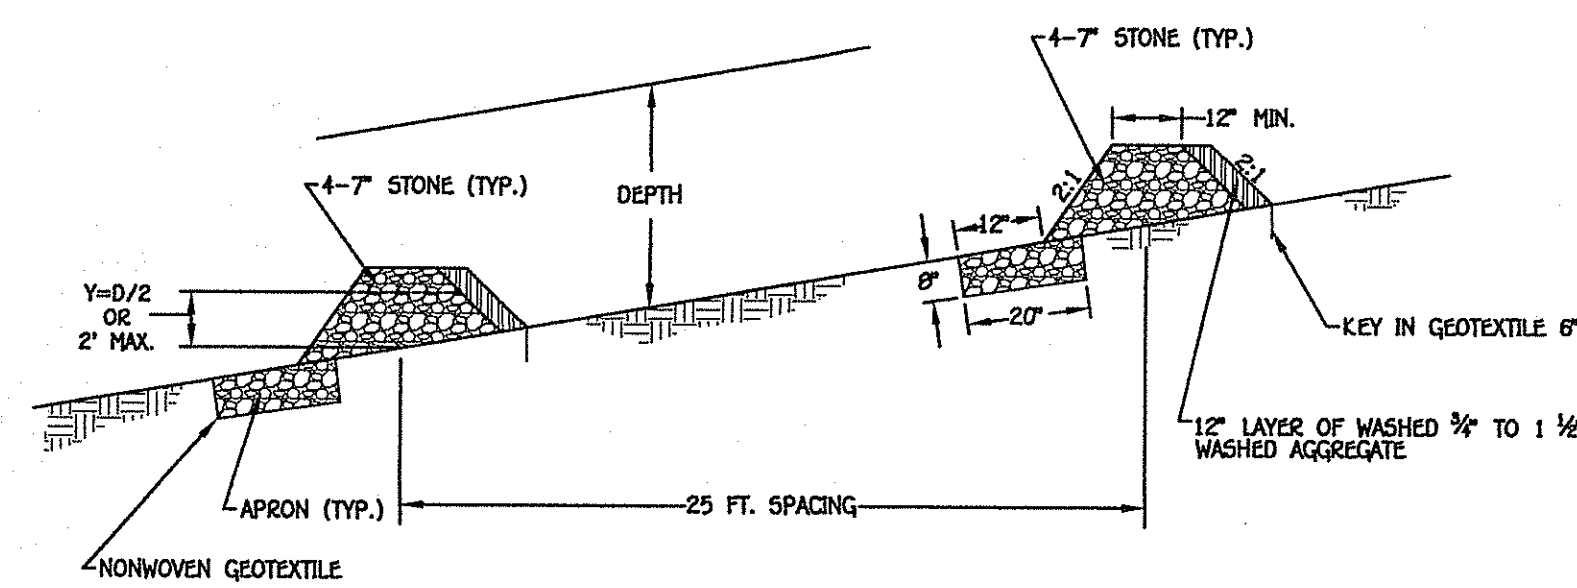 4-7" STONE (TYP.)
12" MIN.
4-7" STONE (TYP.)
DEPTH
2:1
2:1
12"
8"
20"
Y=D/2
OR
2' MAX.
KEY IN GEOTEXTILE 6"
12" LAYER OF WASHED ¾" TO 1 ½
WASHED AGGREGATE
25 FT. SPACING
APRON (TYP.)
NONWOVEN GEOTEXTILE